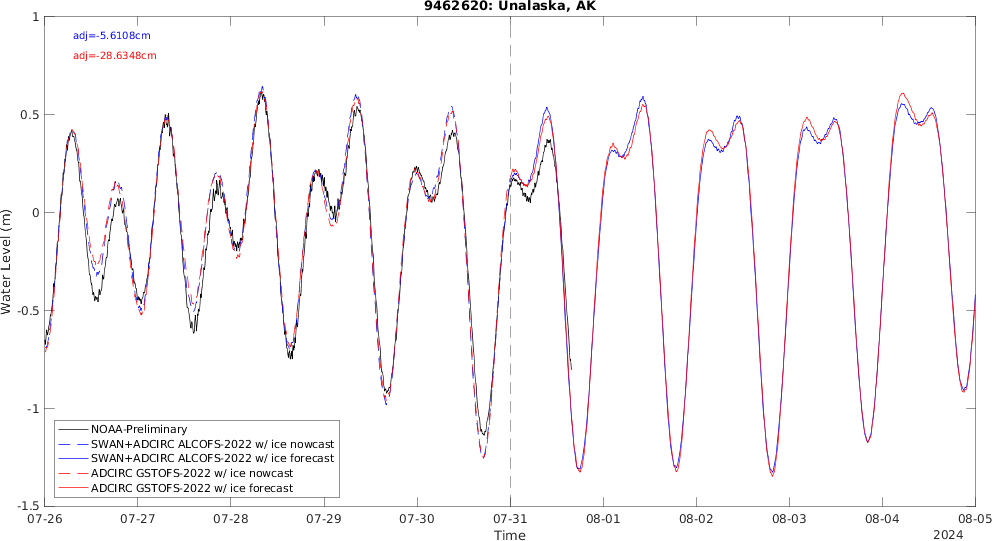 9462620: Unalaska, AK
adj=-5.6108cm
adj=-28.6348cm
Water Level (m)
1
0.5
0
-0.5
-1
-1.5
NOAA-Preliminary
SWAN+ADCIRC ALCOFS-2022 w/ ice nowcast
SWAN+ADCIRC ALCOFS-2022 w/ ice forecast
ADCIRC GSTOFS-2022 w/ ice nowcast
ADCIRC GSTOFS-2022 w/ ice forecast
07-26 07-27 07-28 07-29 07-30 07-31 08-01 08-02 08-03 08-04 08-05
Time
2024